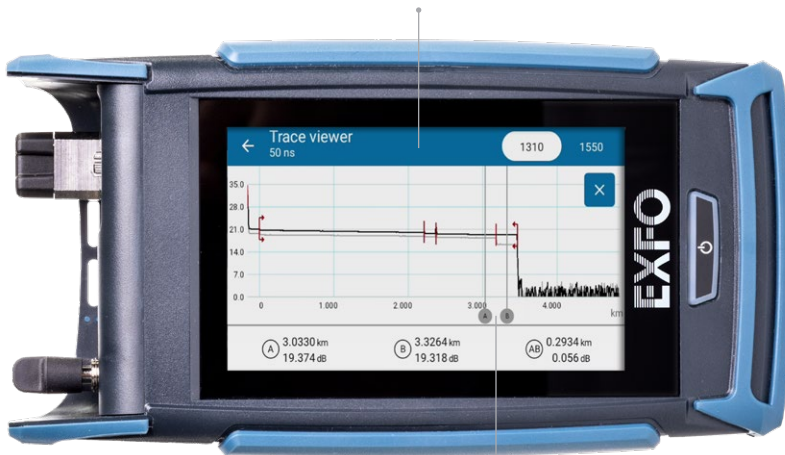 Trace viewer
50 ns
1310
1550
35.0
28.0
21.0
14.0
7.0
0.0
0
1.000
2.000
3.000
4.000
km
A
B
A 3.0330 km
19.374 dB
B 3.3264 km
19.318 dB
AB 0.2934 km
0.056 dB
EXFO